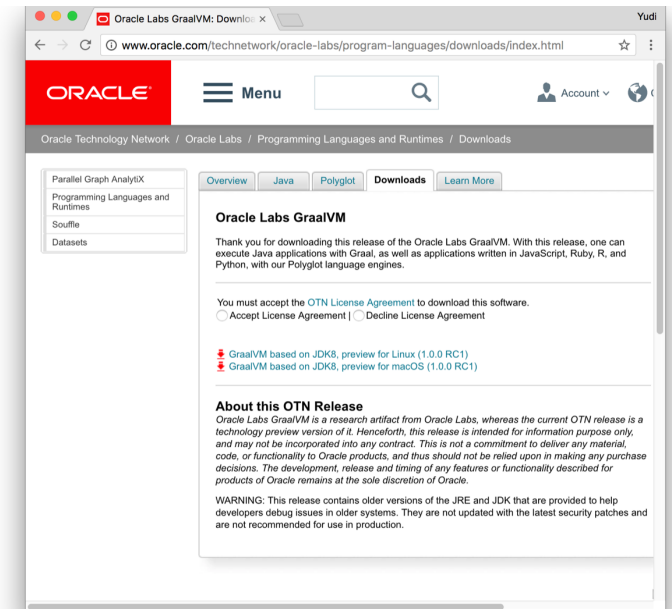 Oracle Labs GraalVM: Downloa
Yudi
www.oracle.com/technetwork/oracle-labs/program-languages/downloads/index.html
ORACLE
Menu
Account
Oracle Technology Network / Oracle Labs / Programming Languages and Runtimes / Downloads
Parallel Graph AnalytiX
Programming Languages and
Runtimes
Souffle
Datasets
Overview
Java
Polyglot
Downloads
Learn More
Oracle Labs GraalVM
Thank you for downloading this release of the Oracle Labs GraalVM. With this release, one can
execute Java applications with Graal, as well as applications written in JavaScript, Ruby, R, and
Python, with our Polyglot language engines.
You must accept the OTN License Agreement to download this software.
Accept License Agreement | Decline License Agreement
GraalVM based on JDK8, preview for Linux (1.0.0 RC1)
GraalVM based on JDK8, preview for macOS (1.0.0 RC1)
About this OTN Release
Oracle Labs GraalVM is a research artifact from Oracle Labs, whereas the current OTN release is a
technology preview version of it. Henceforth, this release is intended for information purpose only,
and may not be incorporated into any contract. This is not a commitment to deliver any material,
code, or functionality to Oracle products, and thus should not be relied upon in making any purchase
decisions. The development, release and timing of any features or functionality described for
products of Oracle remains at the sole discretion of Oracle.
WARNING: This release contains older versions of the JRE and JDK that are provided to help
developers debug issues in older systems. They are not updated with the latest security patches and
are not recommended for use in production.